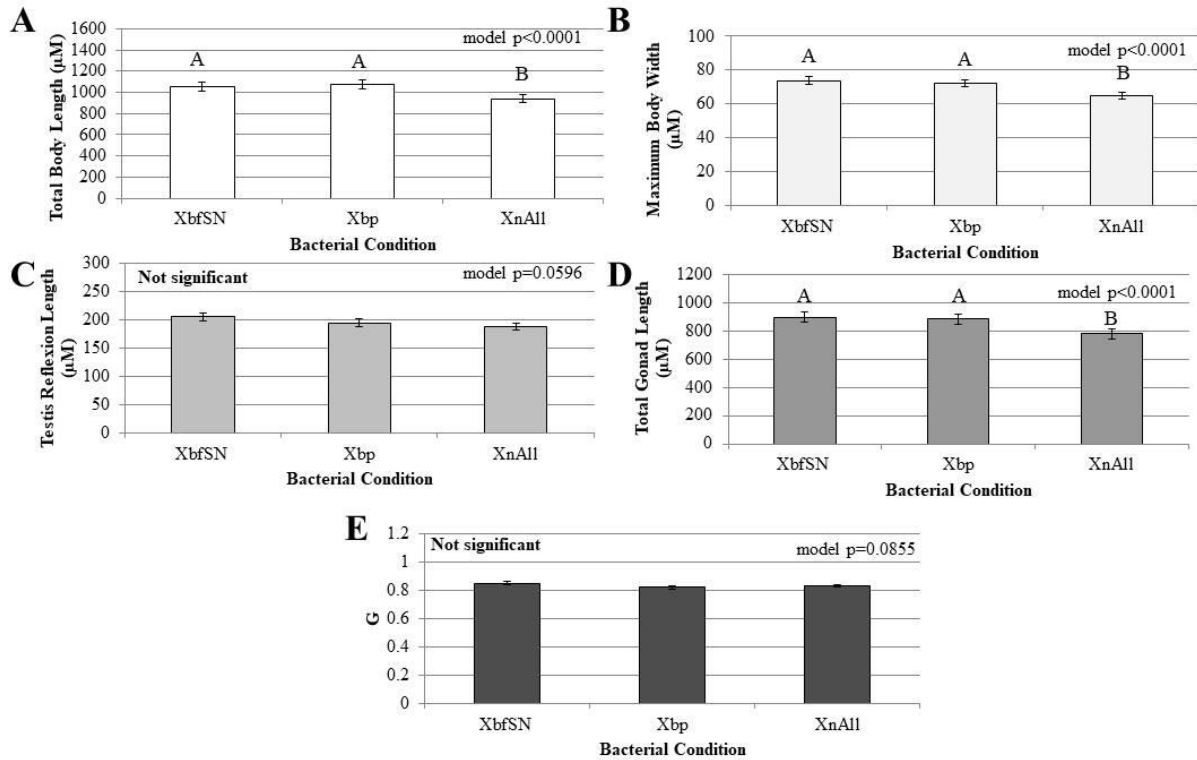 A
Total Body Length (µM)
1600
1400
1200
1000
800
600
400
200
0
model p<0.0001
A
A
B
XbfSN
Xbp
XnAll
Bacterial Condition
B
Maximum Body Width
(µM)
100
80
60
40
20
0
model p<0.0001
A
A
B
XbfSN
Xbp
XnAll
Bacterial Condition
C
Testis Reflexion Length
(µM)
300
250
200
150
100
50
0
Not significant
model p=0.0596
XbfSN
Xbp
XnAll
Bacterial Condition
D
Total Gonad Length
(µM)
1200
1000
800
600
400
200
0
model p<0.0001
A
A
B
XbfSN
Xbp
XnAll
Bacterial Condition
E
G
1.2
1
0.8
0.6
0.4
0.2
0
Not significant
model p=0.0855
XbfSN
Xbp
XnAll
Bacterial Condition